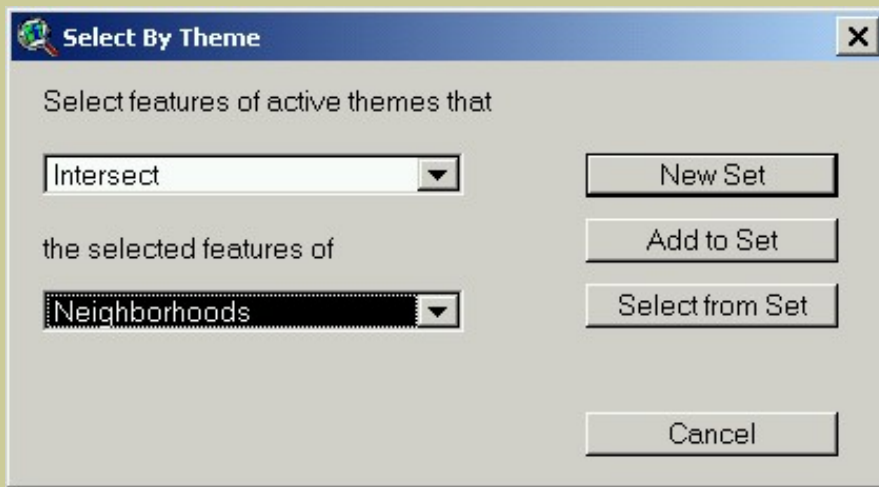 Select By Theme
Select features of active themes that
Intersect
New Set
Add to Set
the selected features of
Neighborhoods
Select from Set
Cancel